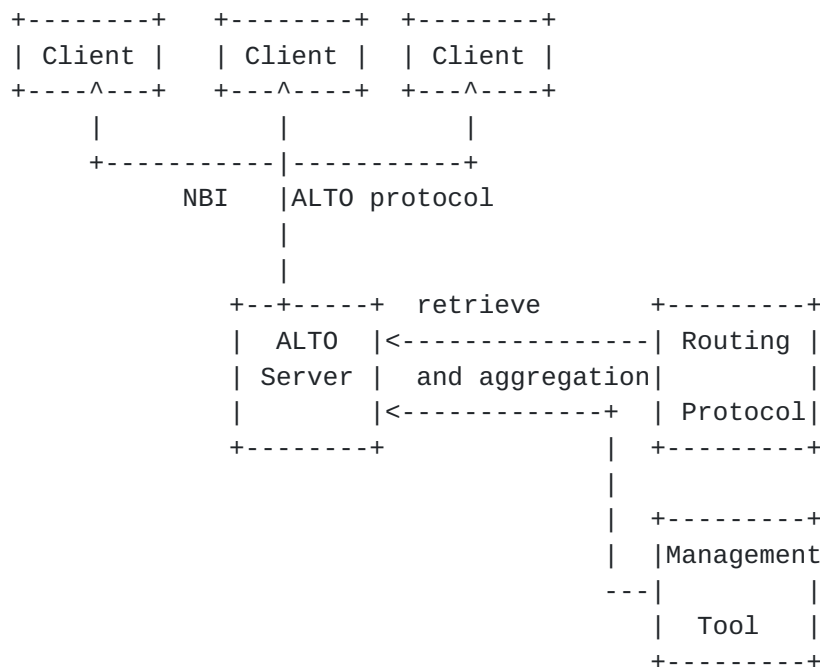 Client Client Client
NBI ALTO protocol
retrieve
ALTO Routing
Server and aggregation
Protocol
Management
Tool